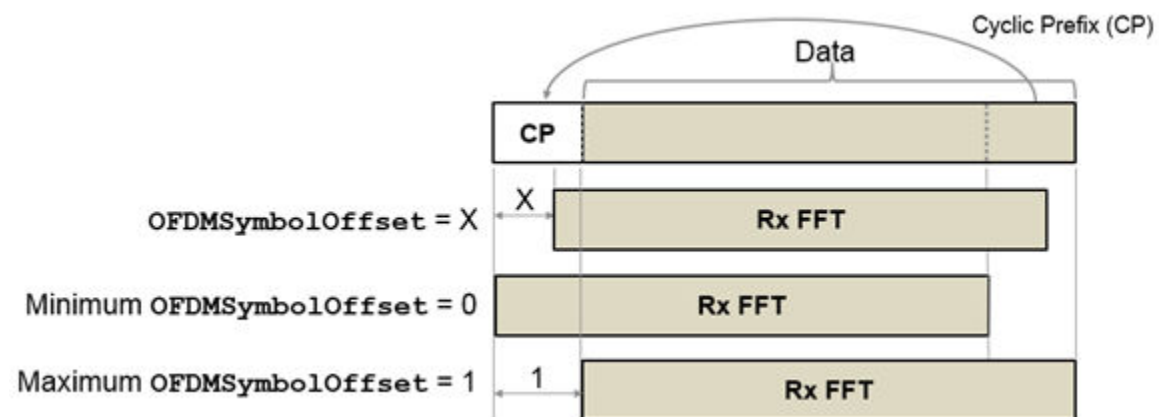 Cyclic Prefix (CP)
Data
CP
X
OFDMSymbolOffset = X
Rx FFT
Minimum OFDMSymbolOffset = 0
Rx FFT
Maximum OFDMSymbolOffset = 1
1
Rx FFT